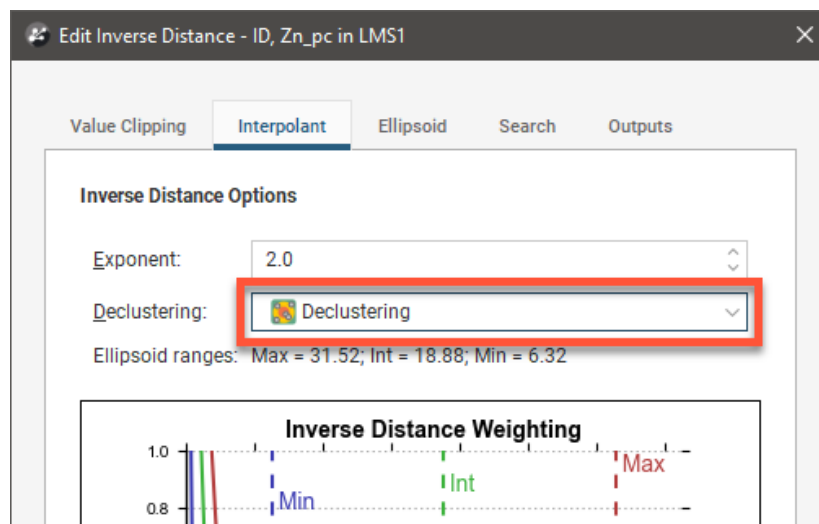 Edit Inverse Distance - ID, Zn_pc in LMS1
Value Clipping Interpolant Ellipsoid Search Outputs
Inverse Distance Options
Exponent: 2.0
Declustering: Declustering
Ellipsoid ranges: Max = 31.52; Int = 18.88; Min = 6.32
Inverse Distance Weighting
1.0
Max
Int
Min
0.8